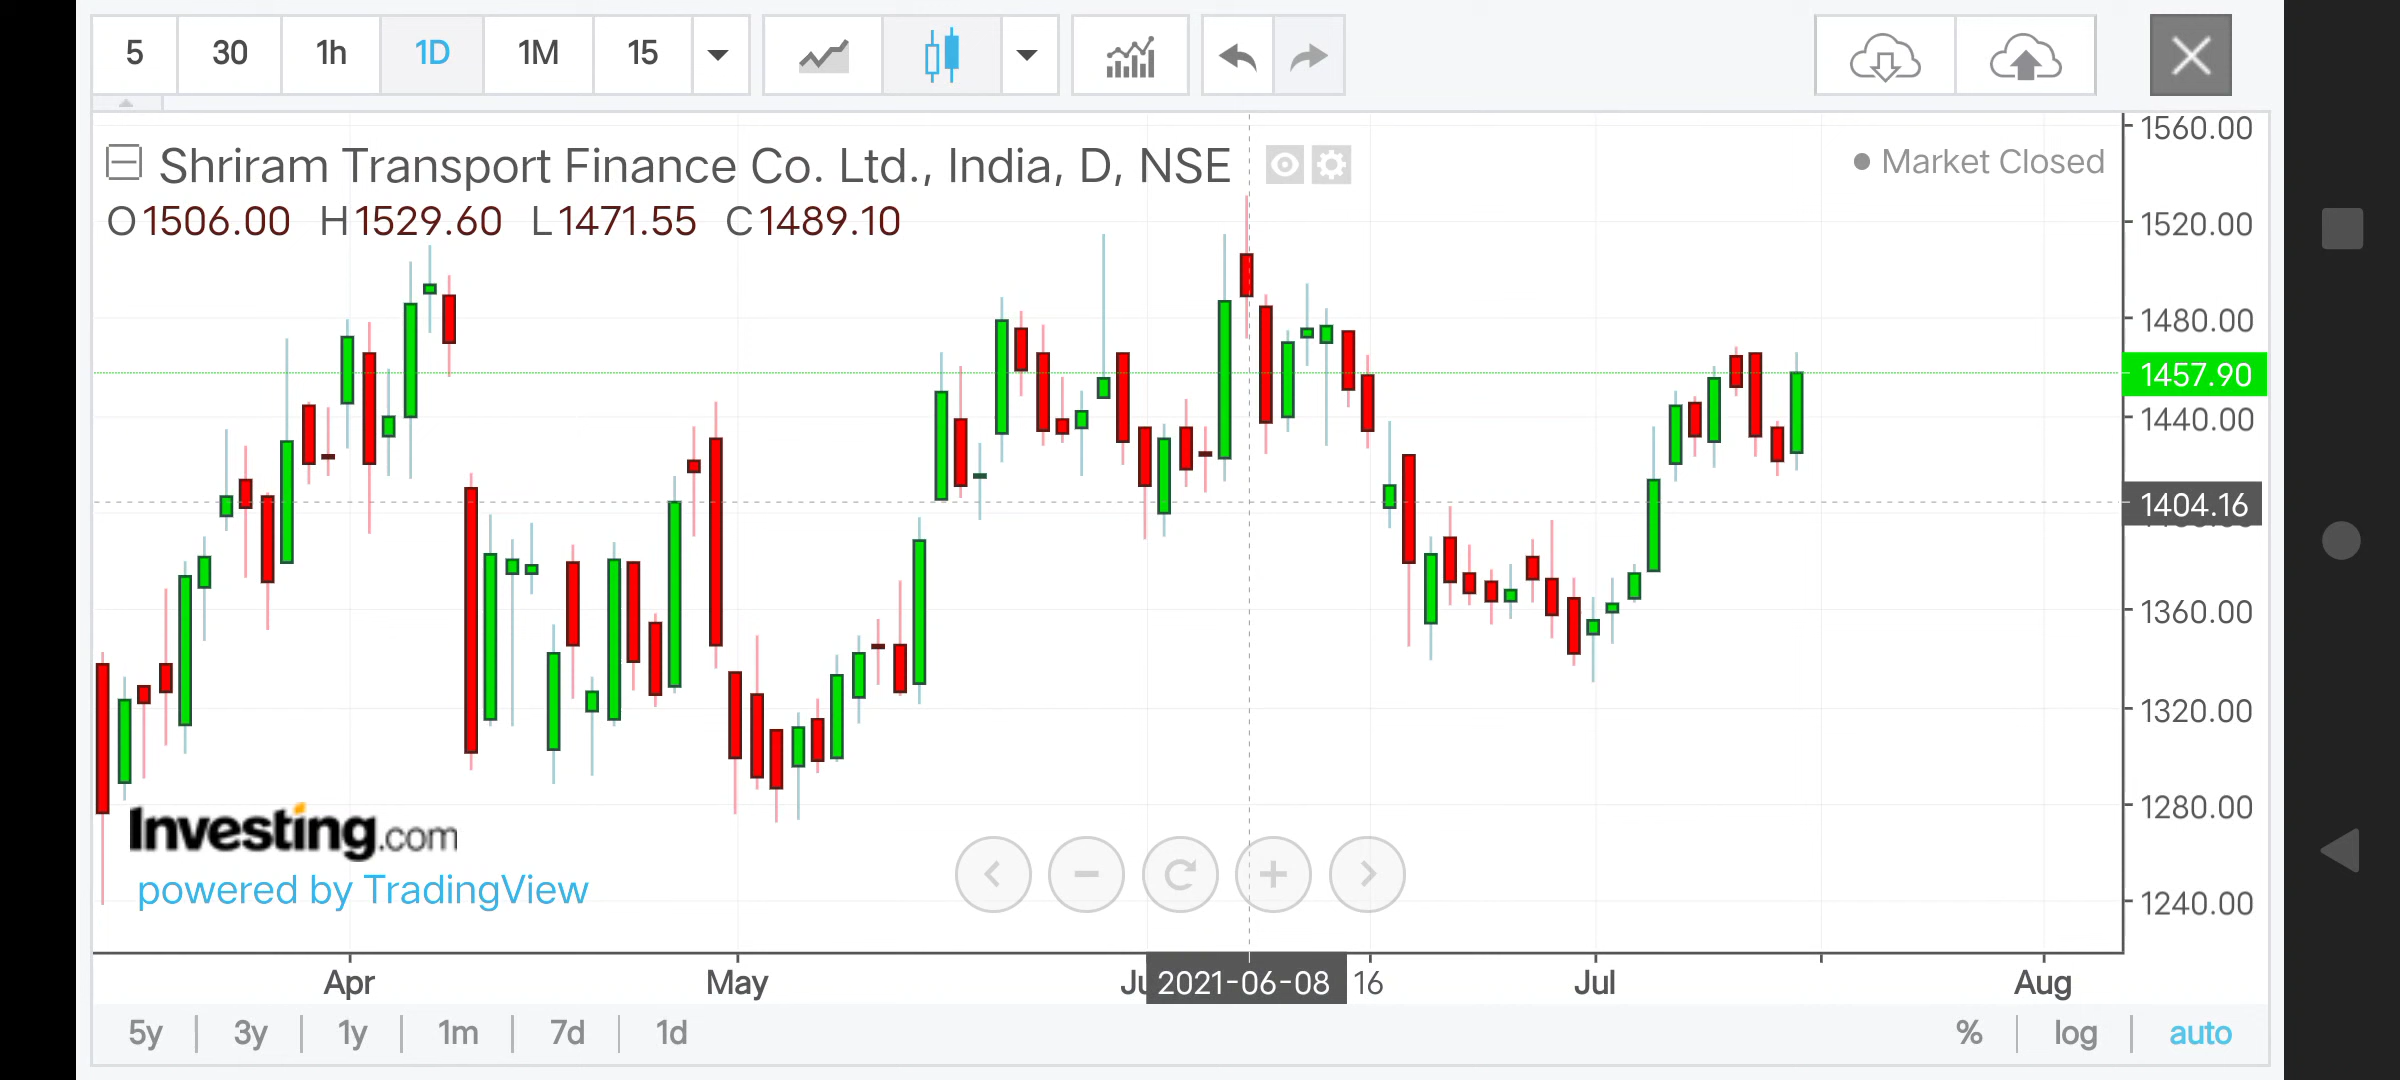 5 30 1h 1D 1M 15
1560.00
Shriram Transport Finance Co. Ltd., India, D, NSE
Market Closed
O1506.00 H1529.60 L1471.55 C1489.10
1520.00
1480.00
1457.90
1440.00
1404.16
1360.00
1320.00
1280.00
Investing.com
powered by TradingView
1240.00
Apr May 2021-06-08 16 Jul Aug
5y | 3y | 1y | 1m | 7d | 1d % | log | auto